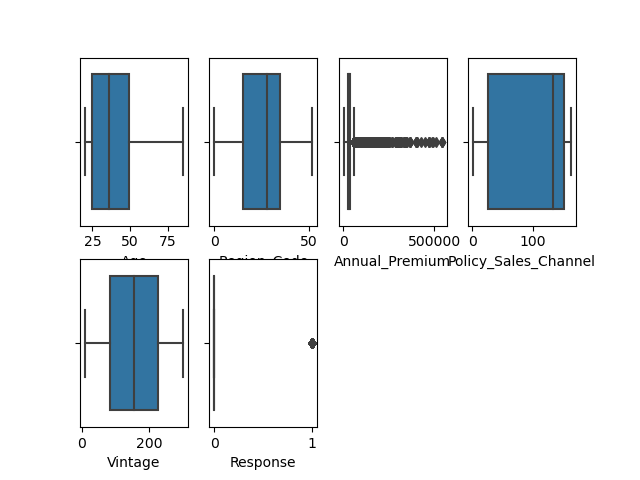 25 50 75
Age
0 50
Region_Code
0 500000
Annual_Premium
0 100
Policy_Sales_Channel
0 200
Vintage
0 1
Response